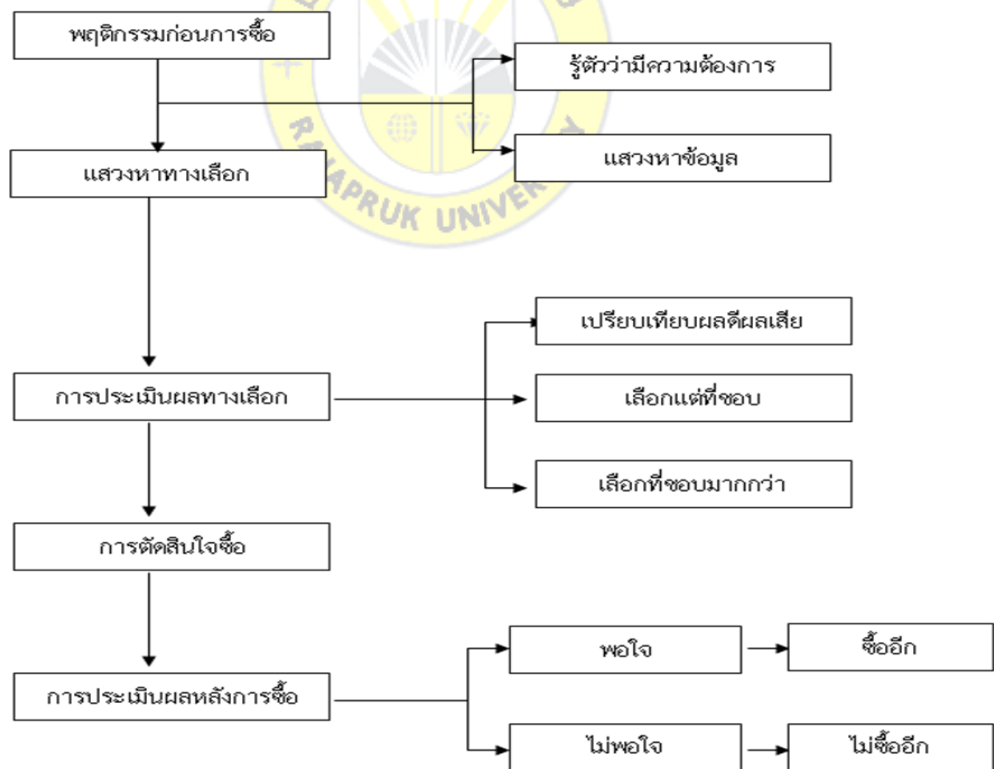 พฤติกรรมก่อนการซื้อ
รู้ตัวว่ามีความต้องการ
แสวงหาข้อมูล
แสวงหาทางเลือก
RAJAPRUK UNIVERSITY
เปรียบเทียบผลดีผลเสีย
การประเมินผลทางเลือก
เลือกแต่ที่ชอบ
เลือกที่ชอบมากกว่า
การตัดสินใจซื้อ
พอใจ
ซื้ออีก
การประเมินผลหลังการซื้อ
ไม่พอใจ
ไม่ซื้ออีก